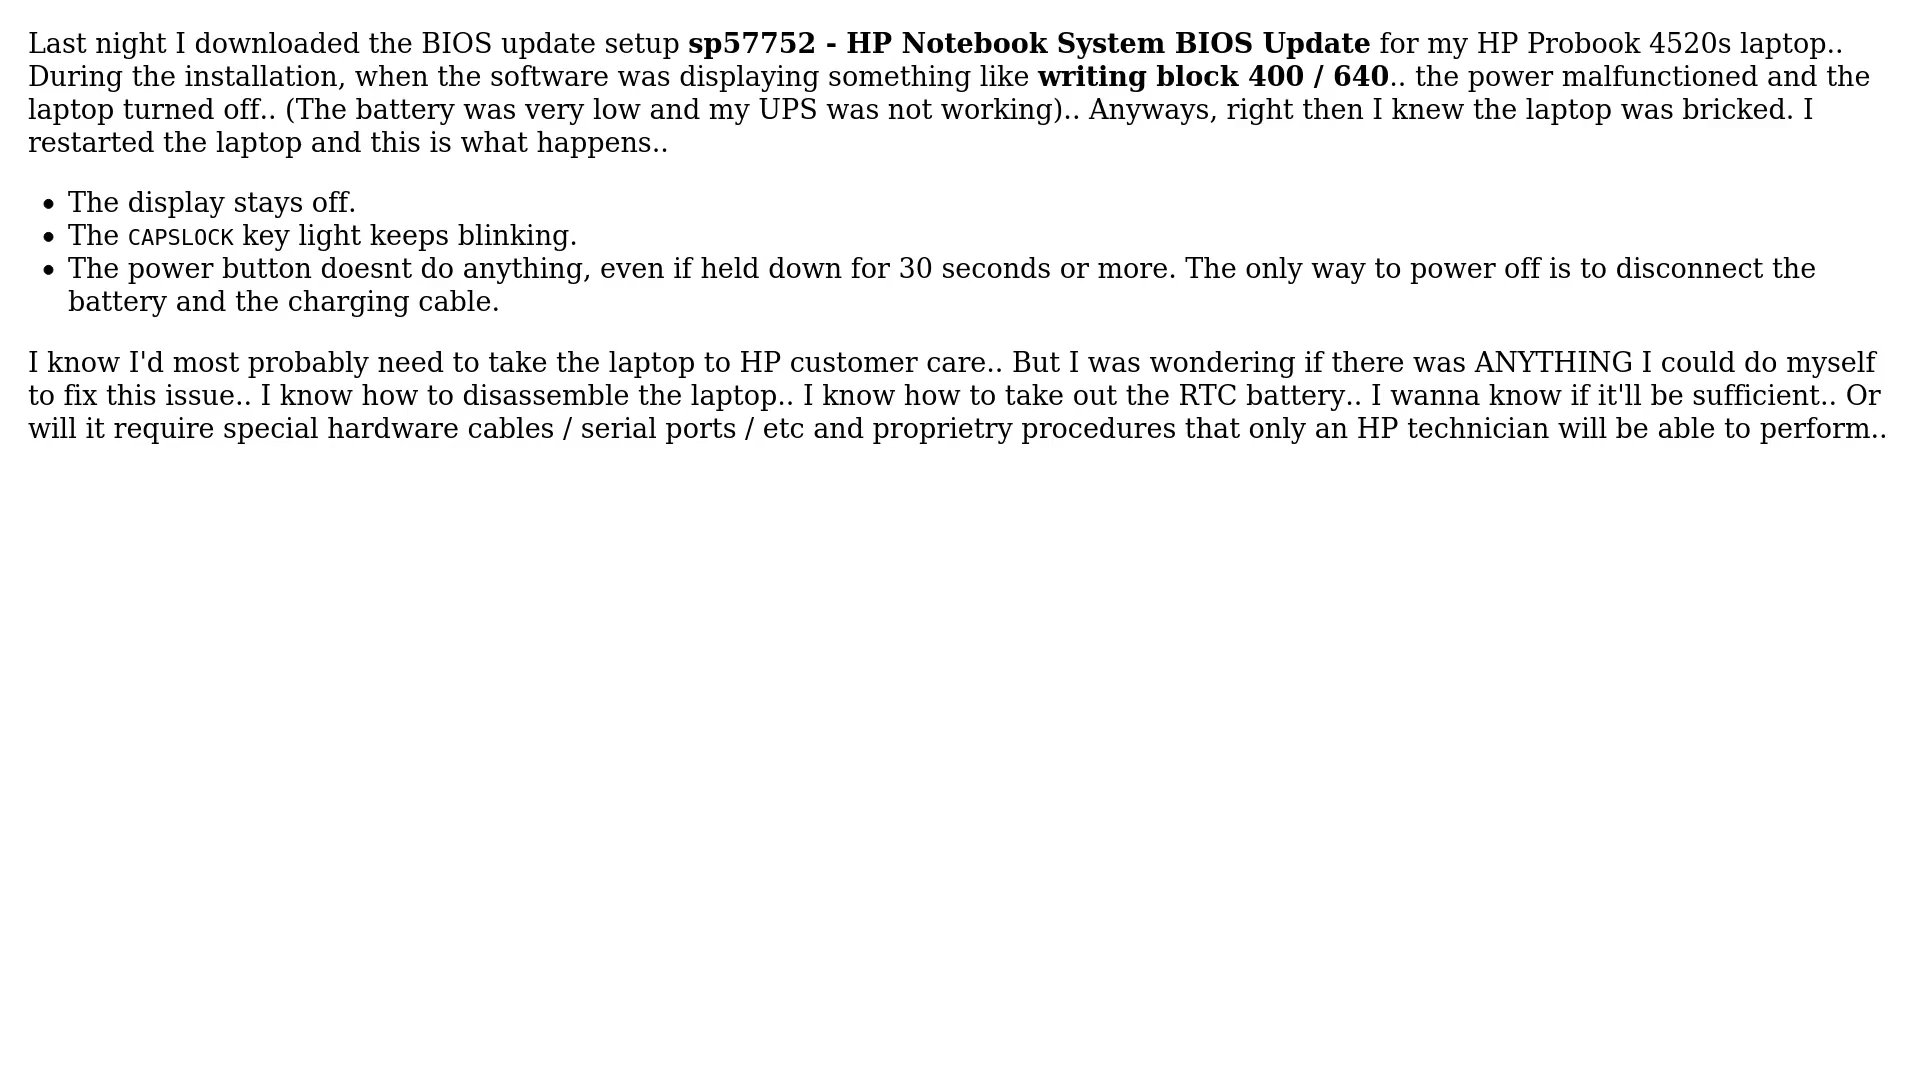 Last night I downloaded the BIOS update setup sp57752 - HP Notebook System BIOS Update for my HP Probook 4520s laptop..
During the installation, when the software was displaying something like writing block 400 / 640.. the power malfunctioned and the
laptop turned off.. (The battery was very low and my UPS was not working).. Anyways, right then I knew the laptop was bricked. I
restarted the laptop and this is what happens..
• The display stays off.
• The CAPSLOCK key light keeps blinking.
• The power button doesnt do anything, even if held down for 30 seconds or more. The only way to power off is to disconnect the
battery and the charging cable.
I know I'd most probably need to take the laptop to HP customer care.. But I was wondering if there was ANYTHING I could do myself
to fix this issue.. I know how to disassemble the laptop.. I know how to take out the RTC battery.. I wanna know if it'll be sufficient.. Or
will it require special hardware cables / serial ports / etc and proprietry procedures that only an HP technician will be able to perform..